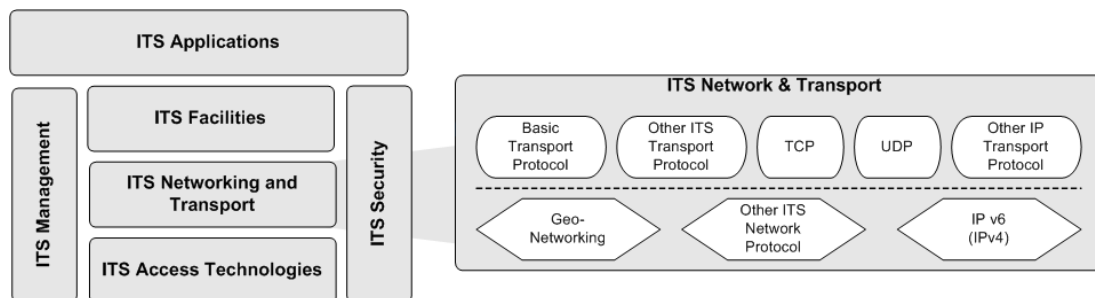 ITS Applications
ITS Management
ITS Facilities
ITS Networking and
Transport
ITS Access Technologies
ITS Security
ITS Network & Transport
Basic
Transport
Protocol
Other ITS
Transport
Protocol
TCP
UDP
Other IP
Transport
Protocol
Geo-
Networking
Other ITS
Network
Protocol
IP v6
(IPv4)